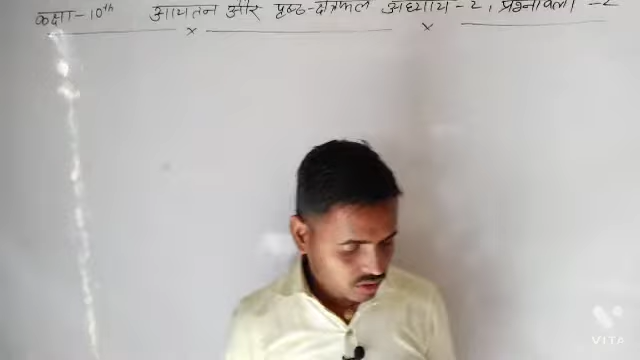 कक्षा-10th आयतन और पृष्ठ-क्षेत्रफल अध्याय-2, प्रश्नावली -2
VITA